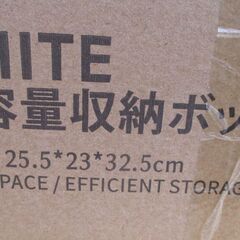 HITE
容量収納ボッ
25.5*23*32.5cm
PACE / EFFICIENT STORAG